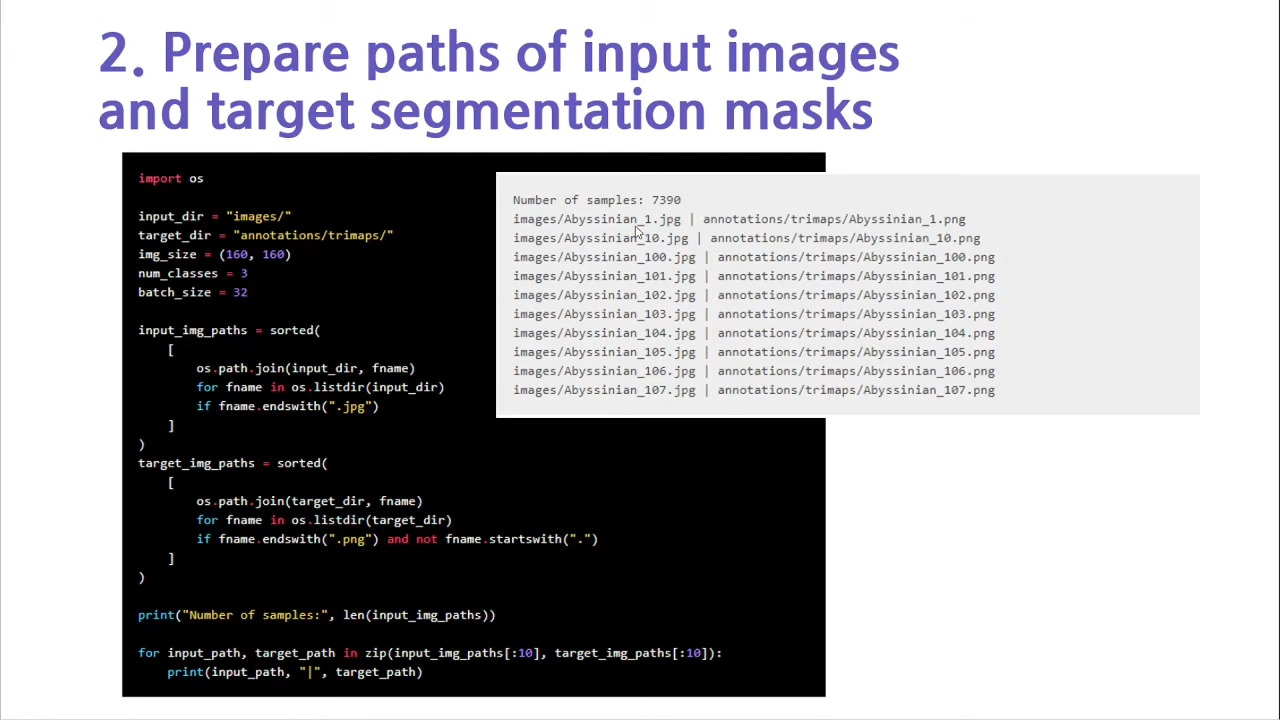 2. Prepare paths of input images
and target segmentation masks
import os
input_dir = "images/"
target_dir = "annotations/trimaps/"
img_size = (160, 160)
num_classes = 3
batch_size = 32
input_img_paths = sorted(
    [
        os.path.join(input_dir, fname)
        for fname in os.listdir(input_dir)
        if fname.endswith(".jpg")
    ]
)
target_img_paths = sorted(
    [
        os.path.join(target_dir, fname)
        for fname in os.listdir(target_dir)
        if fname.endswith(".png") and not fname.startswith(".")
    ]
)
print("Number of samples:", len(input_img_paths))
for input_path, target_path in zip(input_img_paths[:10], target_img_paths[:10]):
    print(input_path, "|", target_path)
Number of samples: 7390
images/Abyssinian_1.jpg | annotations/trimaps/Abyssinian_1.png
images/Abyssinian_10.jpg | annotations/trimaps/Abyssinian_10.png
images/Abyssinian_100.jpg | annotations/trimaps/Abyssinian_100.png
images/Abyssinian_101.jpg | annotations/trimaps/Abyssinian_101.png
images/Abyssinian_102.jpg | annotations/trimaps/Abyssinian_102.png
images/Abyssinian_103.jpg | annotations/trimaps/Abyssinian_103.png
images/Abyssinian_104.jpg | annotations/trimaps/Abyssinian_104.png
images/Abyssinian_105.jpg | annotations/trimaps/Abyssinian_105.png
images/Abyssinian_106.jpg | annotations/trimaps/Abyssinian_106.png
images/Abyssinian_107.jpg | annotations/trimaps/Abyssinian_107.png